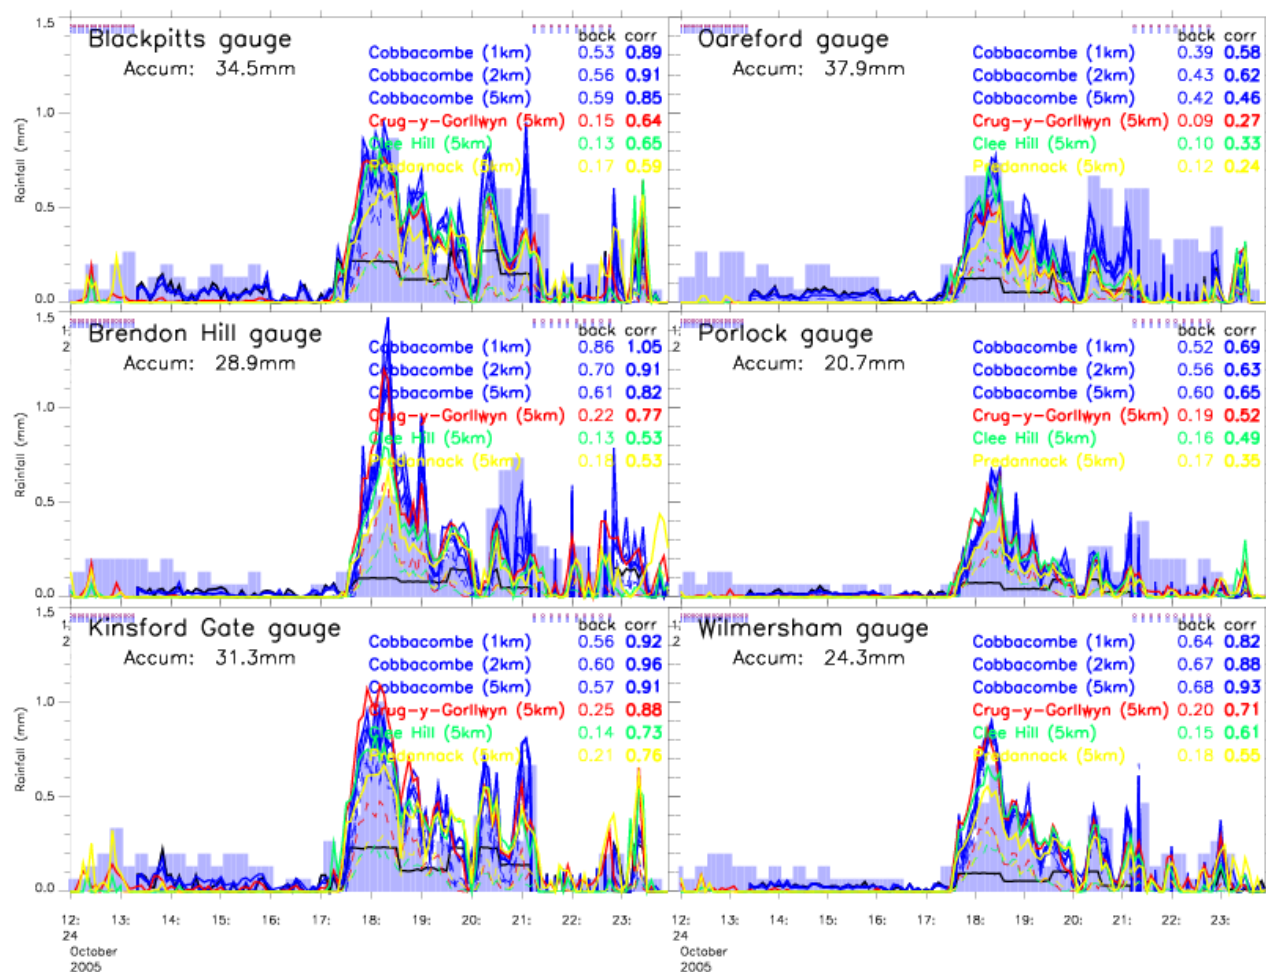 1.5
Blackpitts gauge
Accum: 34.5mm
back corr
Cobbacombe (1km) 0.53 0.89
Cobbacombe (2km) 0.56 0.91
Cobbacombe (5km) 0.59 0.85
Crug-y-Gorllwyn (5km) 0.15 0.64
Clee Hill (5km) 0.13 0.65
Predannack (5km) 0.17 0.59
1.0
0.5
0.0
Rainfall (mm)
Oareford gauge
Accum: 37.9mm
back corr
Cobbacombe (1km) 0.39 0.58
Cobbacombe (2km) 0.43 0.62
Cobbacombe (5km) 0.42 0.46
Crug-y-Gorllwyn (5km) 0.09 0.27
Clee Hill (5km) 0.10 0.33
Predannack (5km) 0.12 0.24
1.5
Brendon Hill gauge
Accum: 28.9mm
back corr
Cobbacombe (1km) 0.86 1.05
Cobbacombe (2km) 0.70 0.91
Cobbacombe (5km) 0.61 0.82
Crug-y-Gorllwyn (5km) 0.22 0.77
Clee Hill (5km) 0.13 0.53
Predannack (5km) 0.18 0.53
1.0
0.5
0.0
Rainfall (mm)
Porlock gauge
Accum: 20.7mm
back corr
Cobbacombe (1km) 0.52 0.69
Cobbacombe (2km) 0.56 0.63
Cobbacombe (5km) 0.60 0.65
Crug-y-Gorllwyn (5km) 0.19 0.52
Clee Hill (5km) 0.16 0.49
Predannack (5km) 0.17 0.35
1.5
Kinsford Gate gauge
Accum: 31.3mm
back corr
Cobbacombe (1km) 0.56 0.92
Cobbacombe (2km) 0.60 0.96
Cobbacombe (5km) 0.57 0.91
Crug-y-Gorllwyn (5km) 0.25 0.88
Clee Hill (5km) 0.14 0.73
Predannack (5km) 0.21 0.76
1.0
0.5
0.0
Rainfall (mm)
Wilmersham gauge
Accum: 24.3mm
back corr
Cobbacombe (1km) 0.64 0.82
Cobbacombe (2km) 0.67 0.88
Cobbacombe (5km) 0.68 0.93
Crug-y-Gorllwyn (5km) 0.20 0.71
Clee Hill (5km) 0.15 0.61
Predannack (5km) 0.18 0.55
12: 13: 14: 15: 16: 17: 18: 19: 20: 21: 22: 23:
24
October
2005
12: 13: 14: 15: 16: 17: 18: 19: 20: 21: 22: 23:
24
October
2005